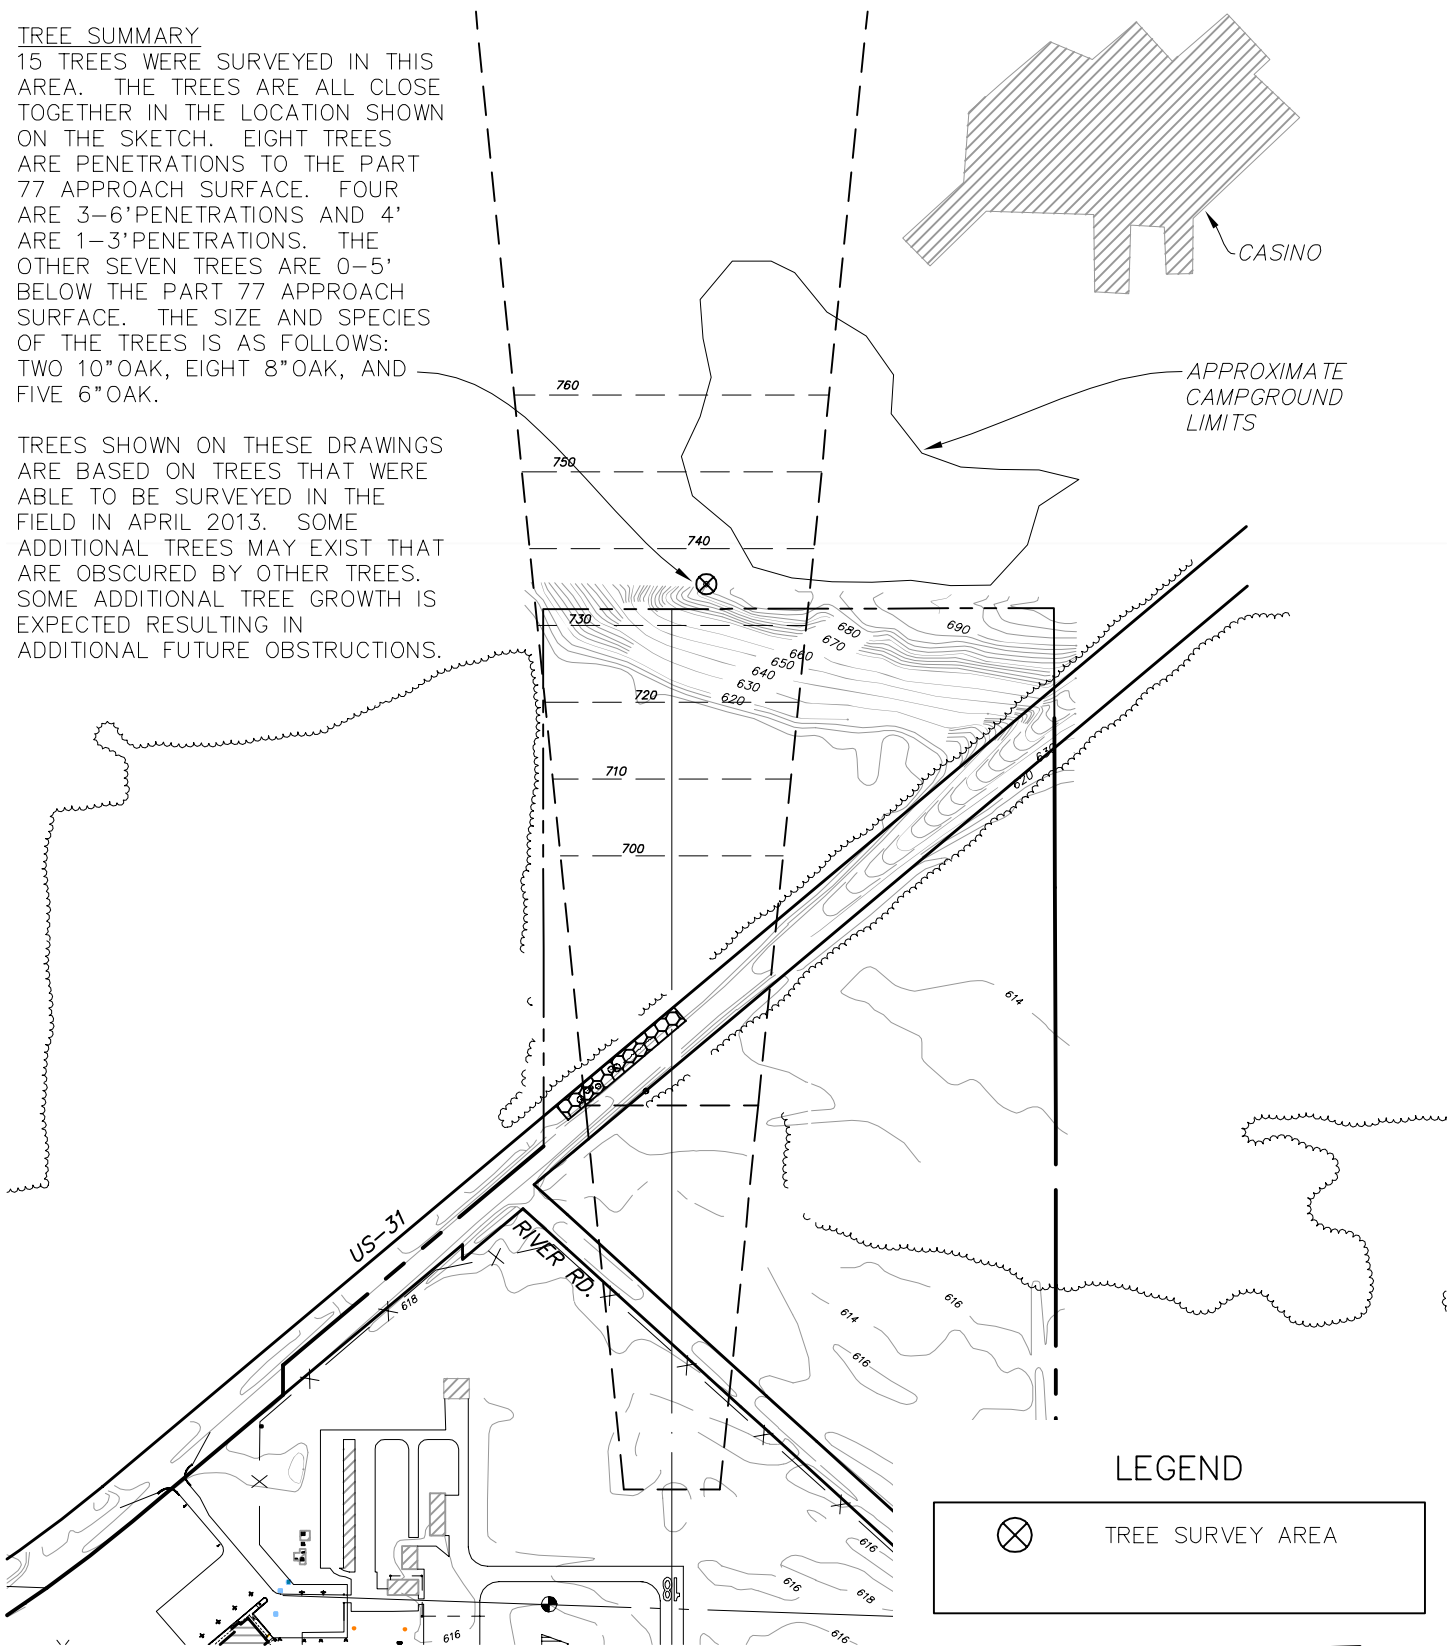 TREE SUMMARY
15 TREES WERE SURVEYED IN THIS
AREA. THE TREES ARE ALL CLOSE
TOGETHER IN THE LOCATION SHOWN
ON THE SKETCH. EIGHT TREES
ARE PENETRATIONS TO THE PART
77 APPROACH SURFACE. FOUR
ARE 3-6'PENETRATIONS AND 4'
ARE 1-3'PENETRATIONS. THE
OTHER SEVEN TREES ARE 0-5'
BELOW THE PART 77 APPROACH
SURFACE. THE SIZE AND SPECIES
OF THE TREES IS AS FOLLOWS:
TWO 10"OAK, EIGHT 8"OAK, AND
FIVE 6"OAK.
TREES SHOWN ON THESE DRAWINGS
ARE BASED ON TREES THAT WERE
ABLE TO BE SURVEYED IN THE
FIELD IN APRIL 2013. SOME
ADDITIONAL TREES MAY EXIST THAT
ARE OBSCURED BY OTHER TREES.
SOME ADDITIONAL TREE GROWTH IS
EXPECTED RESULTING IN
ADDITIONAL FUTURE OBSTRUCTIONS.
CASINO
APPROXIMATE
CAMPGROUND
LIMITS
760
750
740
730
720
710
700
690
680
670
660
650
640
630
620
630
620
614
US-31
RIVER RD.
618
616
614
616
616
616
618
616
616
18
LEGEND
TREE SURVEY AREA